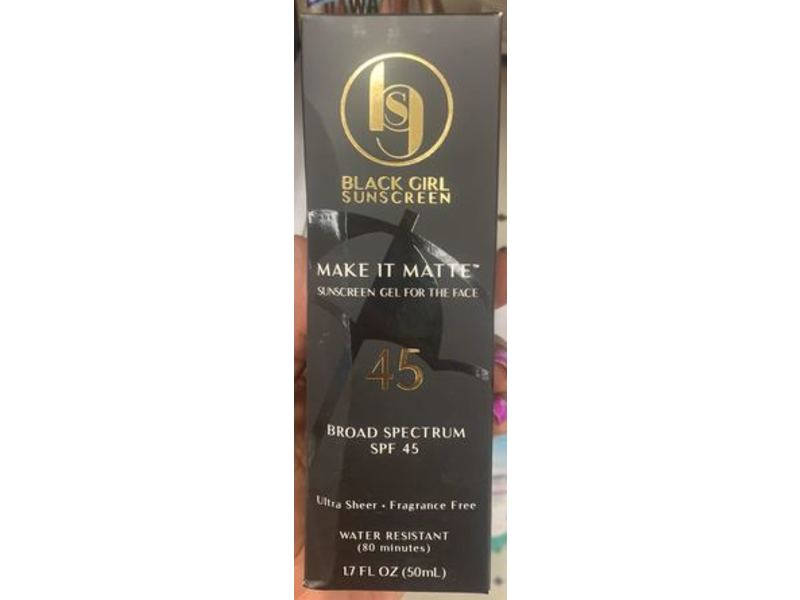 bsg
BLACK GIRL
SUNSCREEN
MAKE IT MATTE™
SUNSCREEN GEL FOR THE FACE
45
BROAD SPECTRUM
SPF 45
Ultra Sheer • Fragrance Free
WATER RESISTANT
(80 minutes)
1.7 FL OZ (50mL)